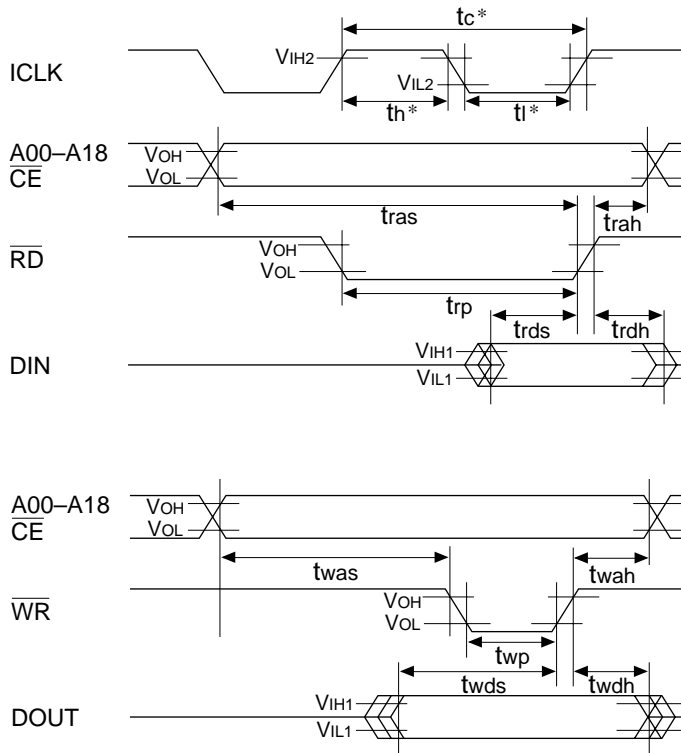 tc*
VIH2
ICLK
VIL2
th*
tl*
A00–A18
VOH
CE
VOL
tras
trah
VOH
RD
VOL
trp
trds
trdh
VIH1
DIN
VIL1
A00–A18
VOH
CE
VOL
twas
twah
VOH
WR
VOL
twp
twds
twdh
VIH1
DOUT
VIL1